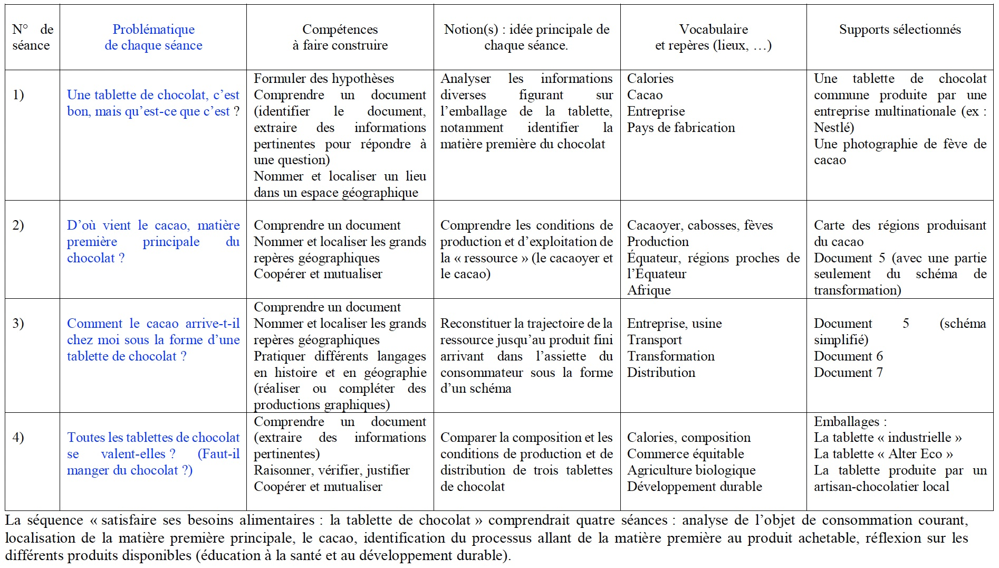 N° de
séance
Problématique
de chaque séance
Compétences
à faire construire
Notion(s) : idée principale de
chaque séance.
Vocabulaire
et repères (lieux, …)
Supports sélectionnés
1)
Une tablette de chocolat, c’est
bon, mais qu’est-ce que c’est ?
Formuler des hypothèses
Comprendre un document
(identifier le document,
extraire des informations
pertinentes pour répondre à
une question)
Nommer et localiser un lieu
dans un espace géographique
Analyser les informations
diverses figurant sur
l’emballage de la tablette,
notamment identifier la
matière première du chocolat
Calories
Cacao
Entreprise
Pays de fabrication
Une tablette de chocolat
commune produite par une
entreprise multinationale (ex :
Nestlé)
Une photographie de fève de
cacao
2)
D’où vient le cacao, matière
première principale du
chocolat ?
Comprendre un document
Nommer et localiser les grands
repères géographiques
Coopérer et mutualiser
Comprendre les conditions de
production et d’exploitation de
la « ressource » (le cacaoyer et
le cacao)
Cacaoyer, cabosses, fèves
Production
Équateur, régions proches de
l’Équateur
Afrique
Carte des régions produisant
du cacao
Document 5 (avec une partie
seulement du schéma de
transformation)
3)
Comment le cacao arrive-t-il
chez moi sous la forme d’une
tablette de chocolat ?
Comprendre un document
Nommer et localiser les grands
repères géographiques
Pratiquer différents langages
en histoire et en géographie
(réaliser ou compléter des
productions graphiques)
Reconstituer la trajectoire de la
ressource jusqu’au produit fini
arrivant dans l’assiette du
consommateur sous la forme
d’un schéma
Entreprise, usine
Transport
Transformation
Distribution
Document 5 (schéma
simplifié)
Document 6
Document 7
4)
Toutes les tablettes de chocolat
se valent-elles ? (Faut-il
manger du chocolat ?)
Comprendre un document
(extraire des informations
pertinentes)
Raisonner, vérifier, justifier
Coopérer et mutualiser
Comparer la composition et les
conditions de production et de
distribution de trois tablettes
de chocolat
Calories, composition
Commerce équitable
Agriculture biologique
Développement durable
Emballages :
La tablette « industrielle »
La tablette « Alter Eco »
La tablette produite par un
artisan-chocolatier local
La séquence « satisfaire ses besoins alimentaires : la tablette de chocolat » comprendrait quatre séances : analyse de l’objet de consommation courant,
localisation de la matière première principale, le cacao, identification du processus allant de la matière première au produit achetable, réflexion sur les
différents produits disponibles (éducation à la santé et au développement durable).